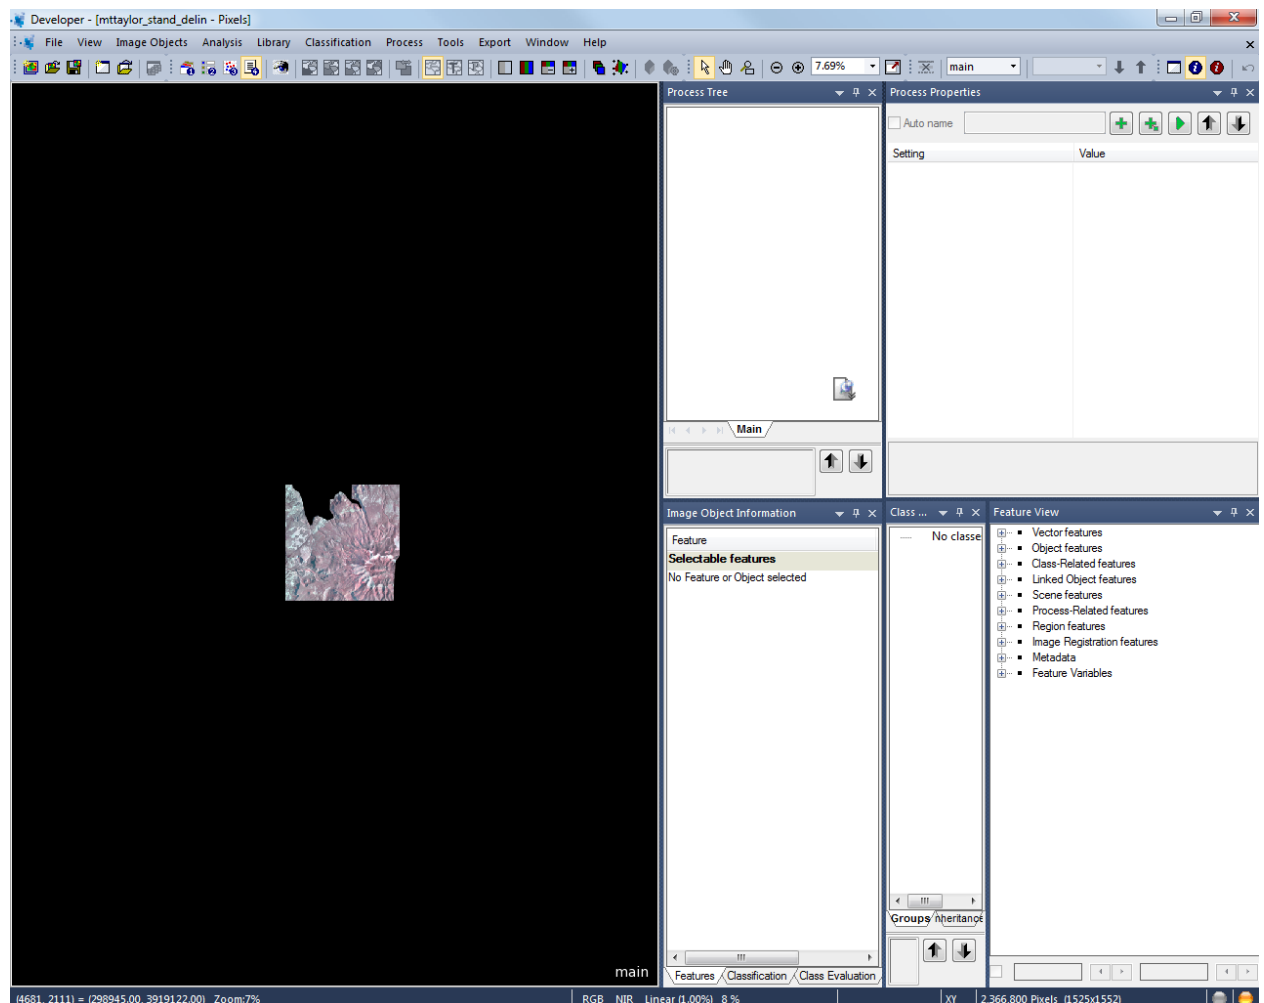 Developer - [mttaylor_stand_delin - Pixels]
File View Image Objects Analysis Library Classification Process Tools Export Window Help
7.69% main
Process Tree
Process Properties
Auto name
Setting Value
Main
Image Object Information
Class ...
Feature View
Feature
Selectable features
No Feature or Object selected
No classe
Vector features
Object features
Class-Related features
Linked Object features
Scene features
Process-Related features
Region features
Image Registration features
Metadata
Feature Variables
Groups nheritance
main
Features Classification Class Evaluation
(4681, 2111) = (298945.00, 3919122.00) Zoom:7% RGB NIR Linear (1.00%) 8 % XY 2,366,800 Pixels (1525x1552)